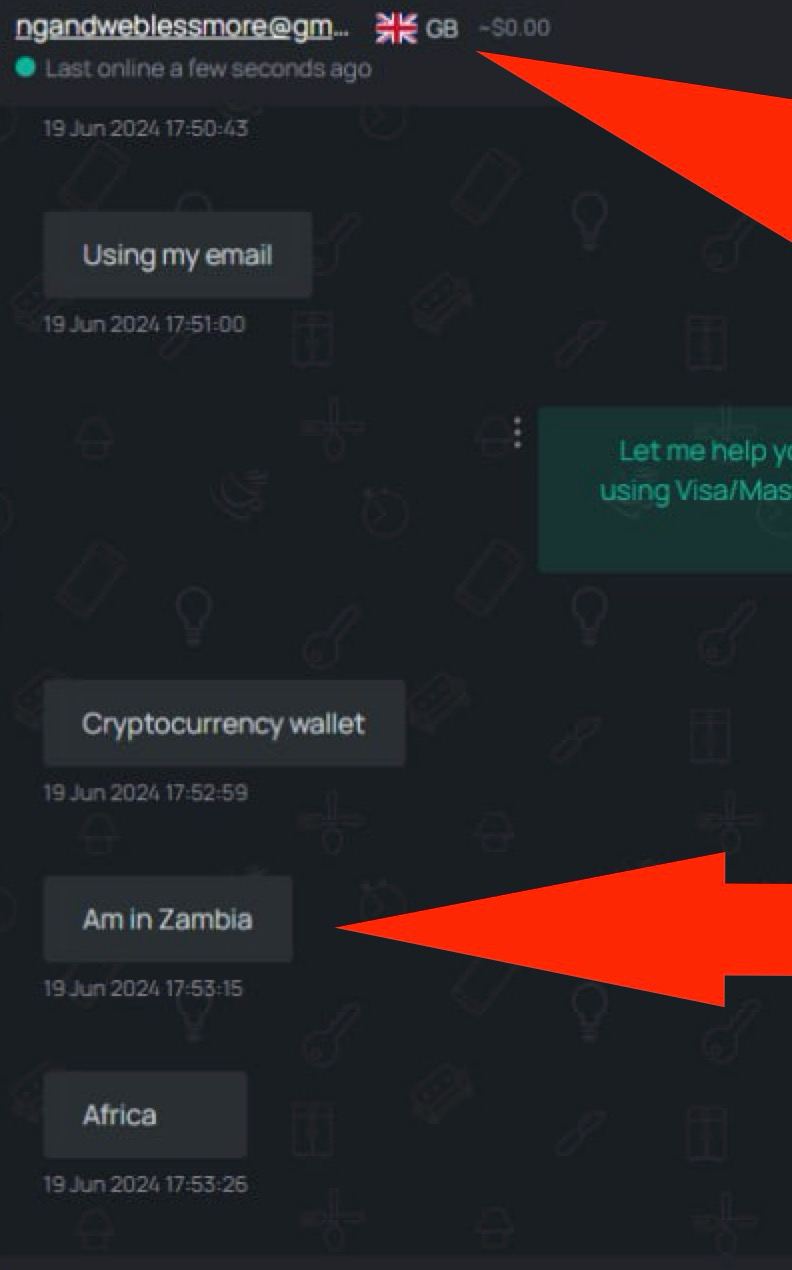 ngandweblessmore@gm... GB ~$0.00
Last online a few seconds ago
19 Jun 2024 17:50:43
Using my email
19 Jun 2024 17:51:00
Let me help yo
using Visa/Mas
Cryptocurrency wallet
19 Jun 2024 17:52:59
Am in Zambia
19 Jun 2024 17:53:15
Africa
19 Jun 2024 17:53:26